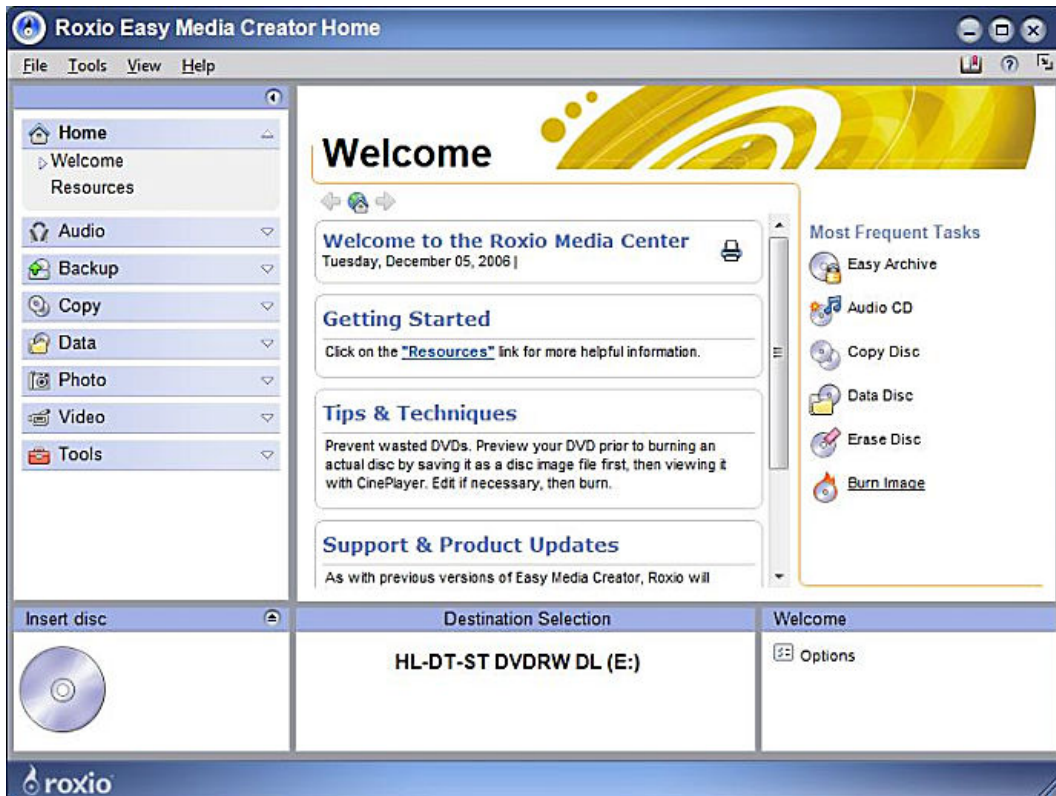 Roxio Easy Media Creator Home
File Tools View Help
Home
Welcome
Resources
Audio
Backup
Copy
Data
Photo
Video
Tools
Welcome
Welcome to the Roxio Media Center
Tuesday, December 05, 2006 |
Getting Started
Click on the "Resources" link for more helpful information.
Tips & Techniques
Prevent wasted DVDs. Preview your DVD prior to burning an
actual disc by saving it as a disc image file first, then viewing it
with CinePlayer. Edit if necessary, then burn.
Support & Product Updates
As with previous versions of Easy Media Creator, Roxio will
Most Frequent Tasks
Easy Archive
Audio CD
Copy Disc
Data Disc
Erase Disc
Burn Image
Insert disc
Destination Selection
HL-DT-ST DVDRW DL (E:)
Welcome
Options
roxio